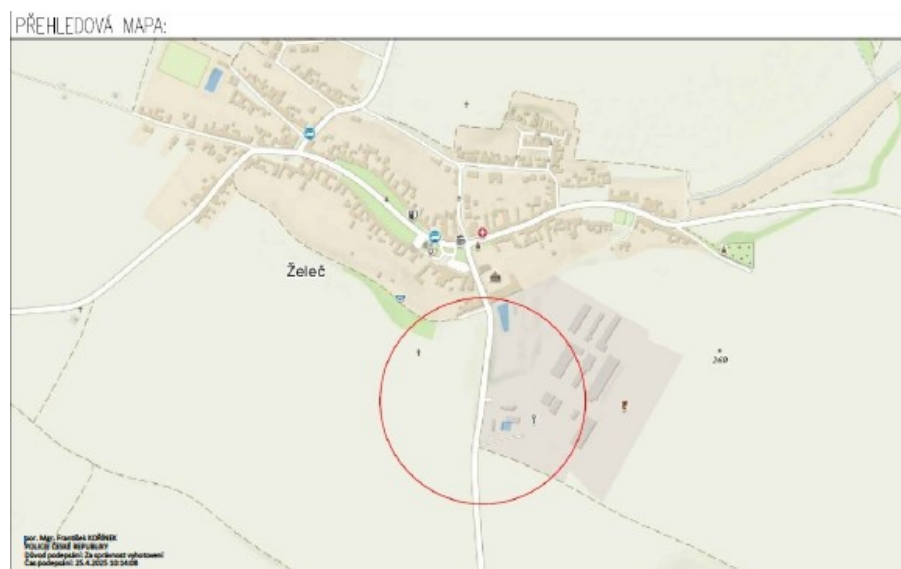 PŘEHLEDOVÁ MAPA:
Želeč
260
por. Mgr. František KOŘÍNEK
POLICIE ČESKÉ REPUBLIKY
Důvod podepsání: Za správnost vyhotovení
Čas podepsání: 25.4.2025 10:14:08